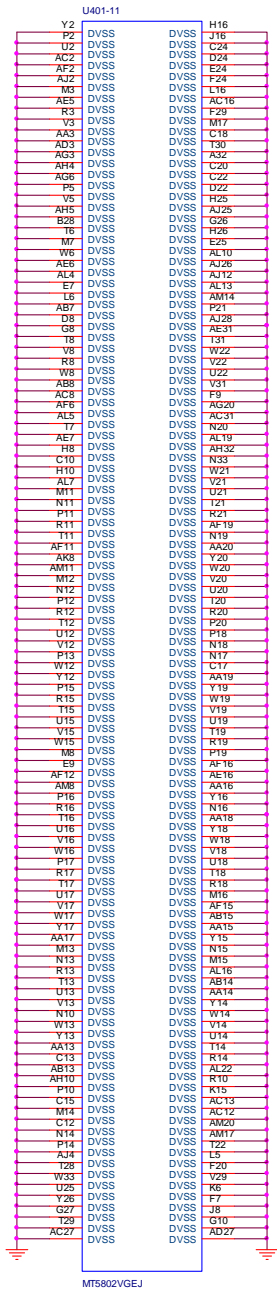 U401-11
Y2 DVSS DVSS H16
P2 DVSS DVSS J16
U2 DVSS DVSS C24
AC2 DVSS DVSS D24
AF2 DVSS DVSS E24
AJ2 DVSS DVSS F24
M3 DVSS DVSS L16
AE5 DVSS DVSS AC16
R3 DVSS DVSS F29
V3 DVSS DVSS M17
AA3 DVSS DVSS C18
AD3 DVSS DVSS T30
AG3 DVSS DVSS A32
AH4 DVSS DVSS C20
AG6 DVSS DVSS C22
P5 DVSS DVSS D22
V5 DVSS DVSS H25
AH5 DVSS DVSS AJ25
B28 DVSS DVSS G26
T6 DVSS DVSS H26
M7 DVSS DVSS E25
W6 DVSS DVSS AL10
AE6 DVSS DVSS AJ26
AL4 DVSS DVSS AJ12
E7 DVSS DVSS AL13
L6 DVSS DVSS AM14
AB7 DVSS DVSS P21
D8 DVSS DVSS AJ28
G8 DVSS DVSS AE31
T8 DVSS DVSS T31
V8 DVSS DVSS W22
R8 DVSS DVSS V22
W8 DVSS DVSS U22
AB8 DVSS DVSS V31
AC8 DVSS DVSS F9
AF6 DVSS DVSS AG20
AL5 DVSS DVSS AC31
T7 DVSS DVSS N20
AE7 DVSS DVSS AL19
H8 DVSS DVSS AH32
C10 DVSS DVSS N33
H10 DVSS DVSS W21
AL7 DVSS DVSS V21
M11 DVSS DVSS U21
N11 DVSS DVSS T21
P11 DVSS DVSS R21
R11 DVSS DVSS AF19
T11 DVSS DVSS N19
AF11 DVSS DVSS AA20
AK8 DVSS DVSS Y20
AM11 DVSS DVSS W20
M12 DVSS DVSS V20
N12 DVSS DVSS U20
P12 DVSS DVSS T20
R12 DVSS DVSS R20
T12 DVSS DVSS P20
U12 DVSS DVSS P18
V12 DVSS DVSS N18
P13 DVSS DVSS N17
W12 DVSS DVSS C17
Y12 DVSS DVSS AA19
P15 DVSS DVSS Y19
R15 DVSS DVSS W19
T15 DVSS DVSS V19
U15 DVSS DVSS U19
V15 DVSS DVSS T19
W15 DVSS DVSS R19
M8 DVSS DVSS P19
E9 DVSS DVSS AF16
AF12 DVSS DVSS AE16
AM8 DVSS DVSS AA16
P16 DVSS DVSS Y16
R16 DVSS DVSS N16
T16 DVSS DVSS AA18
U16 DVSS DVSS Y18
V16 DVSS DVSS W18
W16 DVSS DVSS V18
P17 DVSS DVSS U18
R17 DVSS DVSS T18
T17 DVSS DVSS R18
U17 DVSS DVSS M16
V17 DVSS DVSS AF15
W17 DVSS DVSS AB15
Y17 DVSS DVSS AA15
AA17 DVSS DVSS Y15
M13 DVSS DVSS N15
N13 DVSS DVSS M15
R13 DVSS DVSS AL16
T13 DVSS DVSS AB14
U13 DVSS DVSS AA14
V13 DVSS DVSS Y14
N10 DVSS DVSS W14
W13 DVSS DVSS V14
Y13 DVSS DVSS U14
AA13 DVSS DVSS T14
C13 DVSS DVSS R14
AB13 DVSS DVSS AL22
AH10 DVSS DVSS R10
P10 DVSS DVSS K15
C15 DVSS DVSS AC13
M14 DVSS DVSS AC12
C12 DVSS DVSS AM20
N14 DVSS DVSS AM17
P14 DVSS DVSS T22
AJ4 DVSS DVSS L5
T28 DVSS DVSS F20
W33 DVSS DVSS V29
U25 DVSS DVSS K6
Y26 DVSS DVSS F7
G27 DVSS DVSS J8
T29 DVSS DVSS G10
AC27 DVSS DVSS AD27
MT5802VGEJ